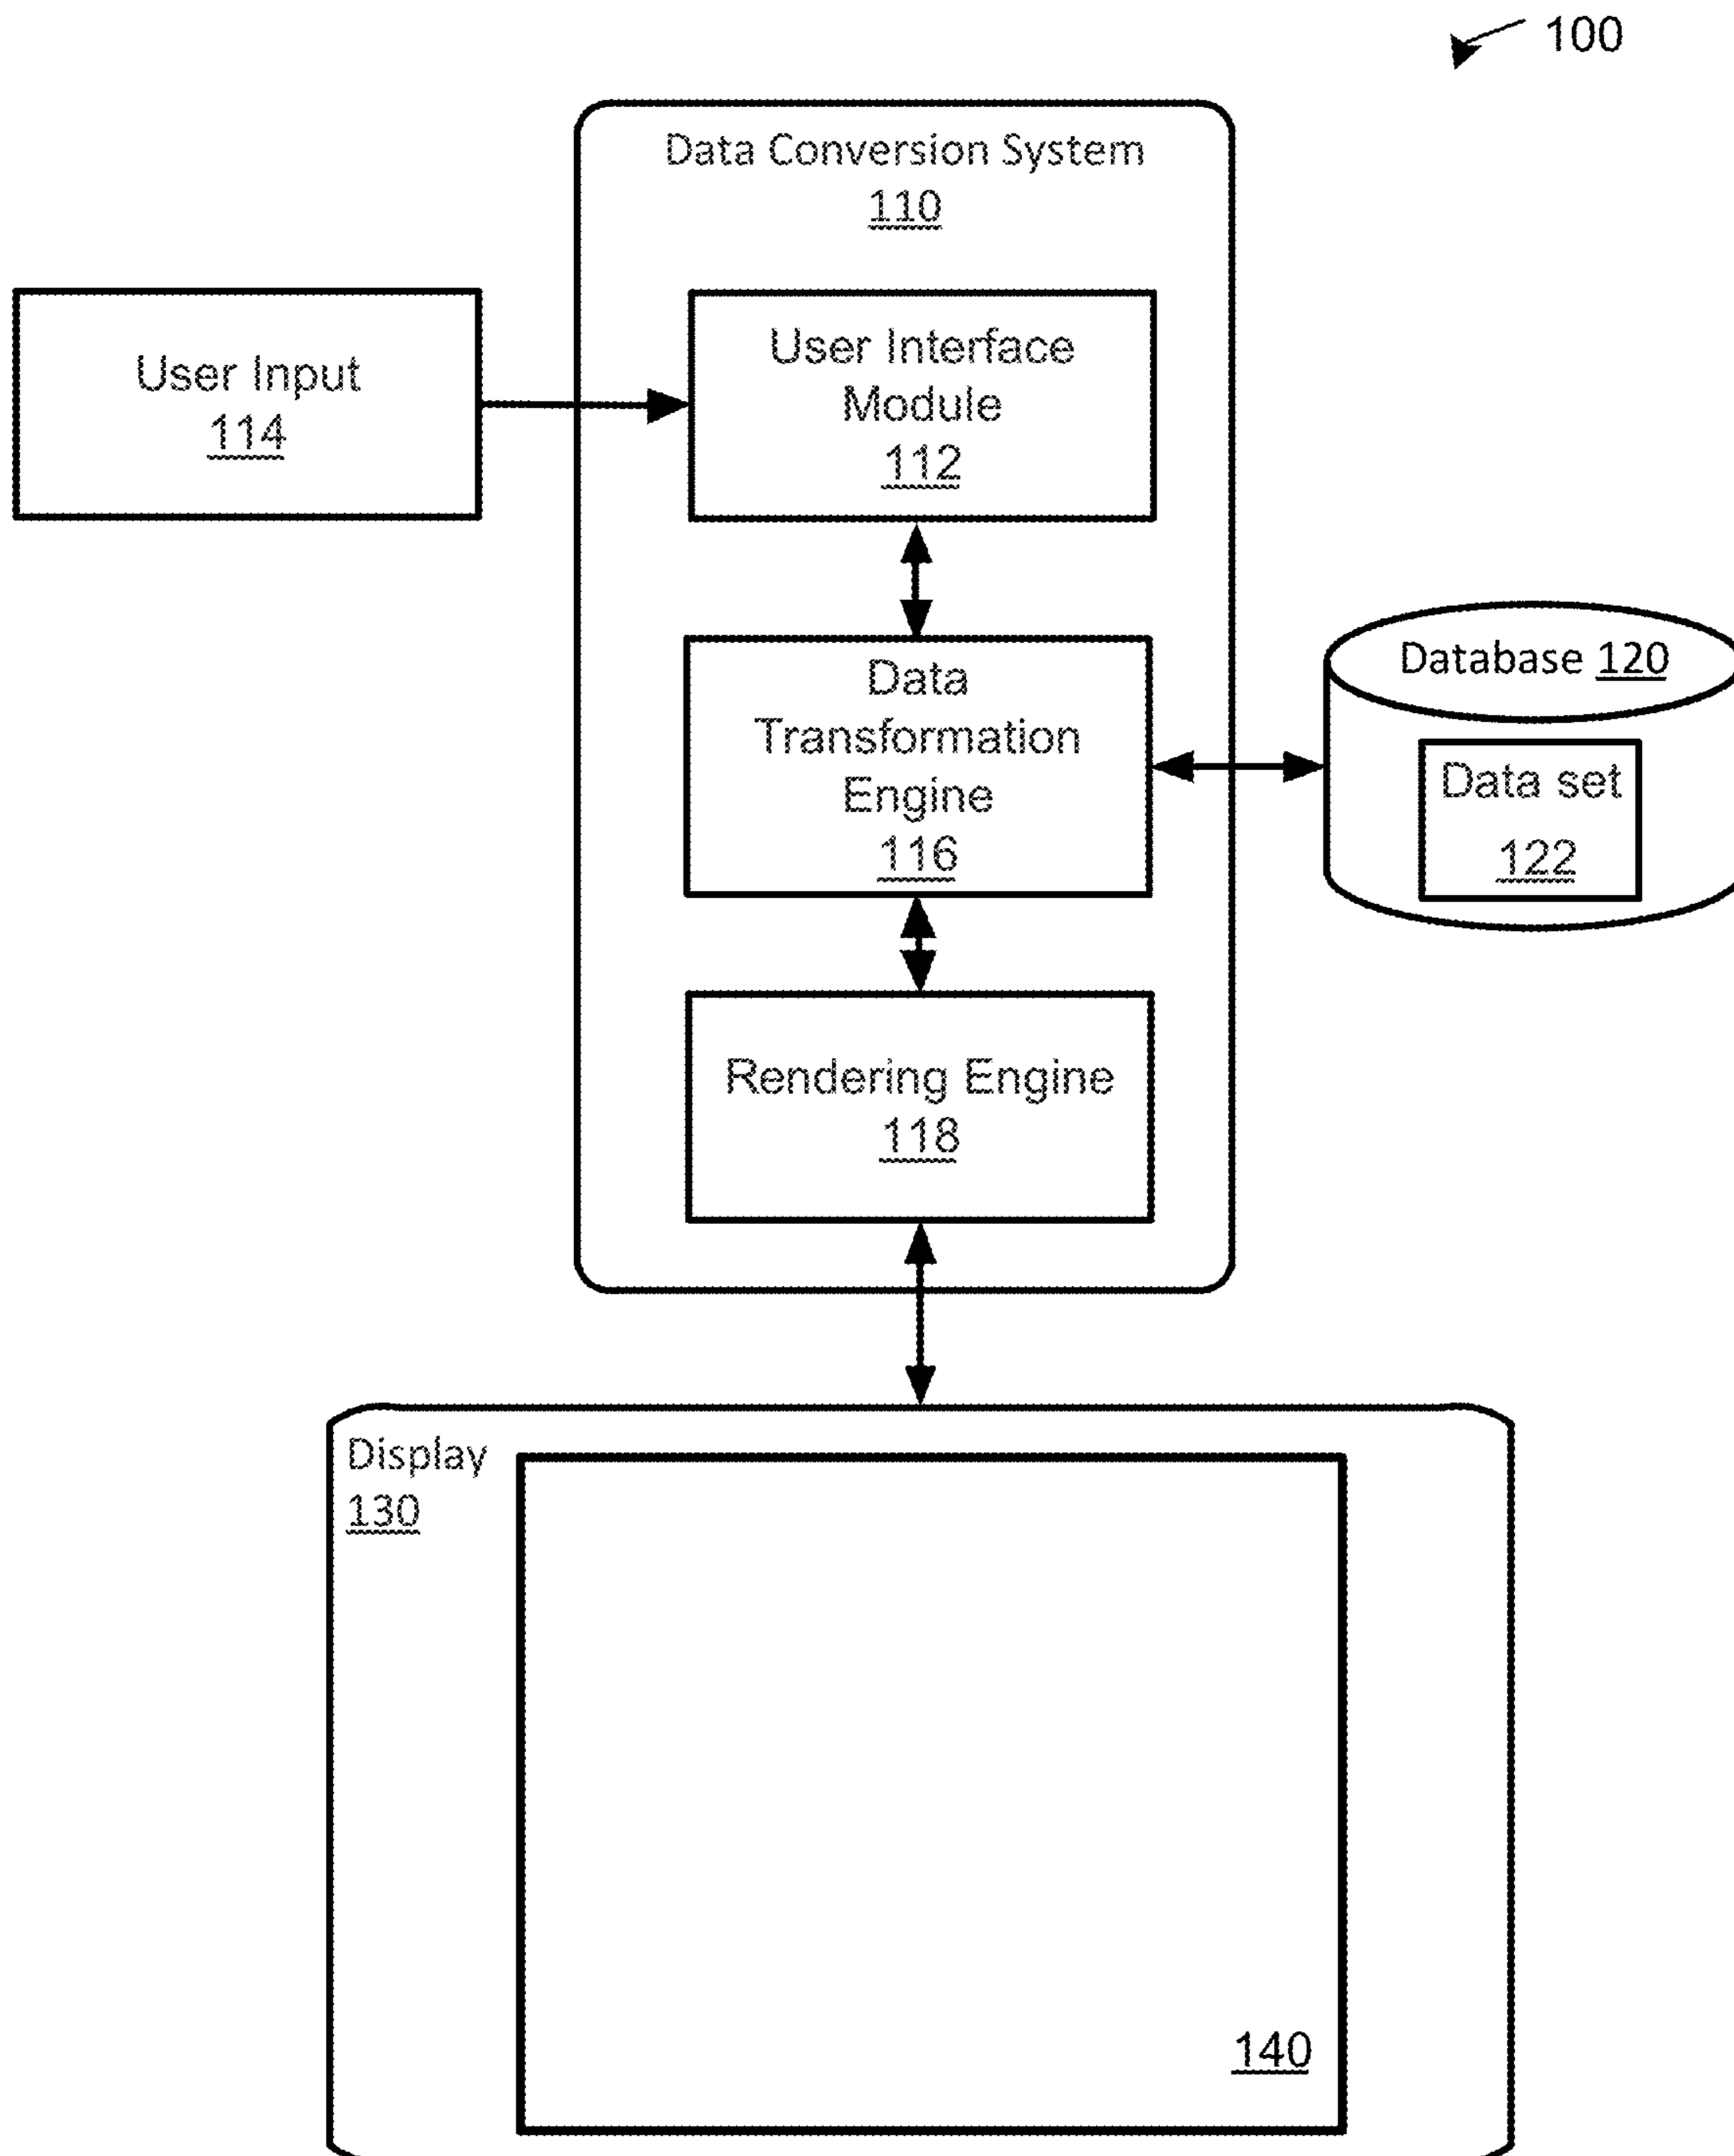 100
Data Conversion System
110
User Input
114
User Interface
Module
112
Data
Transformation
Engine
116
Database 120
Data set
122
Rendering Engine
118
Display
130
140